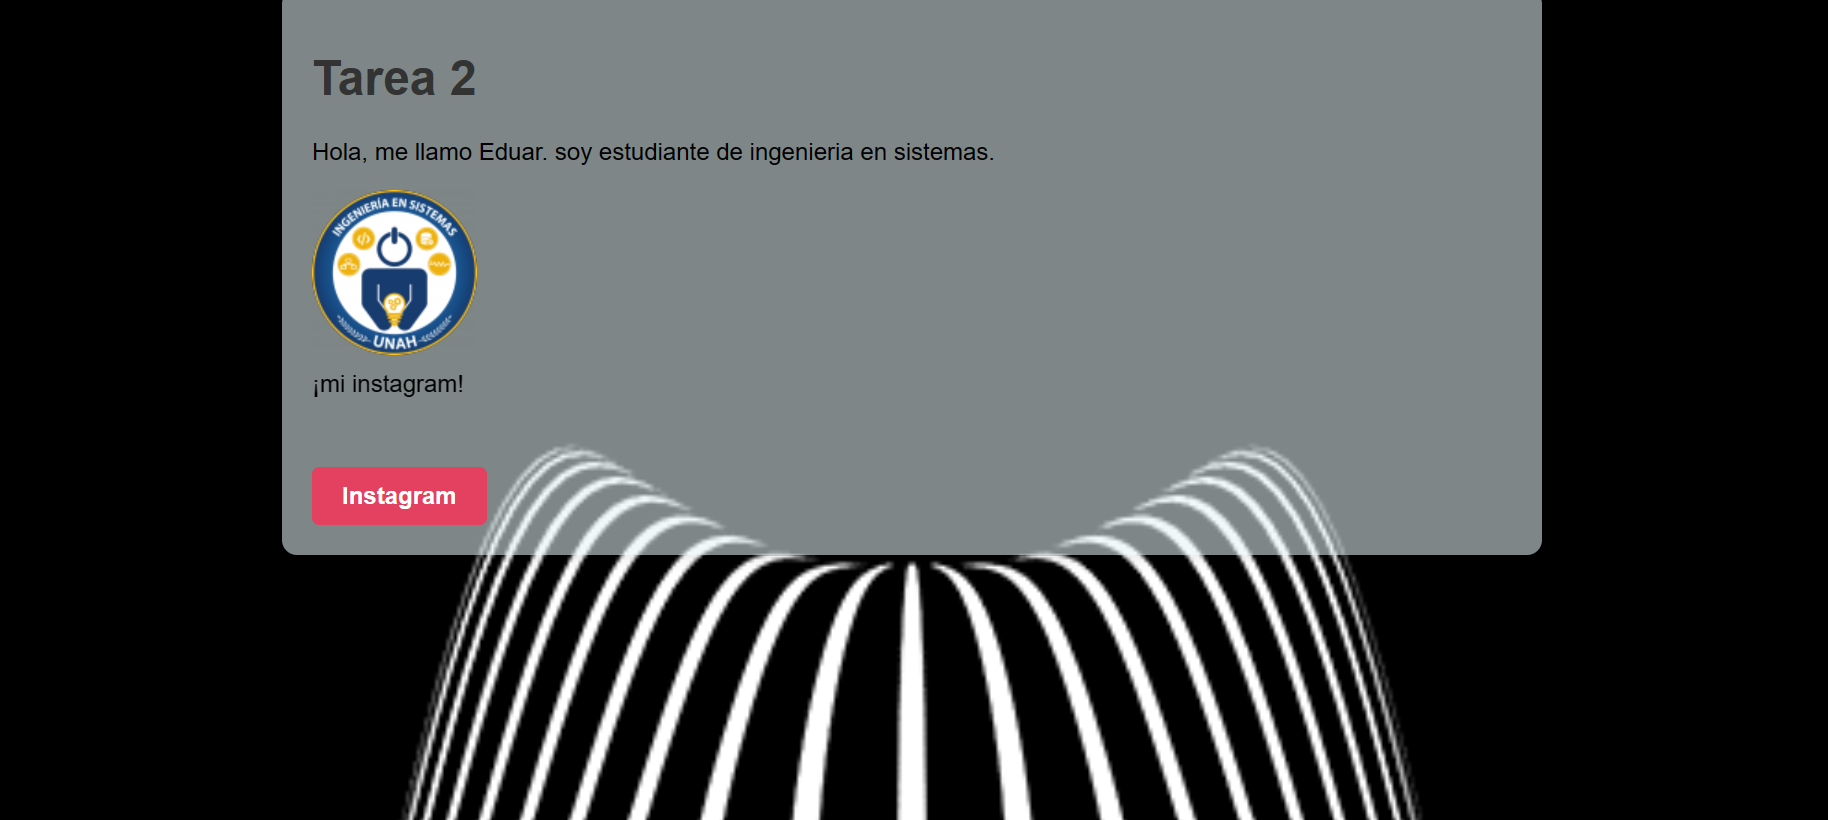 Tarea 2
Hola, me llamo Eduar. soy estudiante de ingenieria en sistemas.
INGENIERÍA EN SISTEMAS
</>
UNAH
¡mi instagram!
Instagram